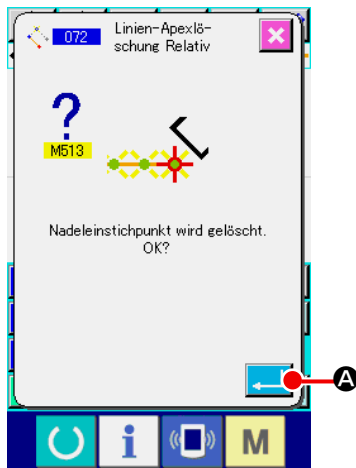 072
Linien-Apexlö-
schung Relativ
?
M513
Nadeleinstichpunkt wird gelöscht.
OK?
A
i
M